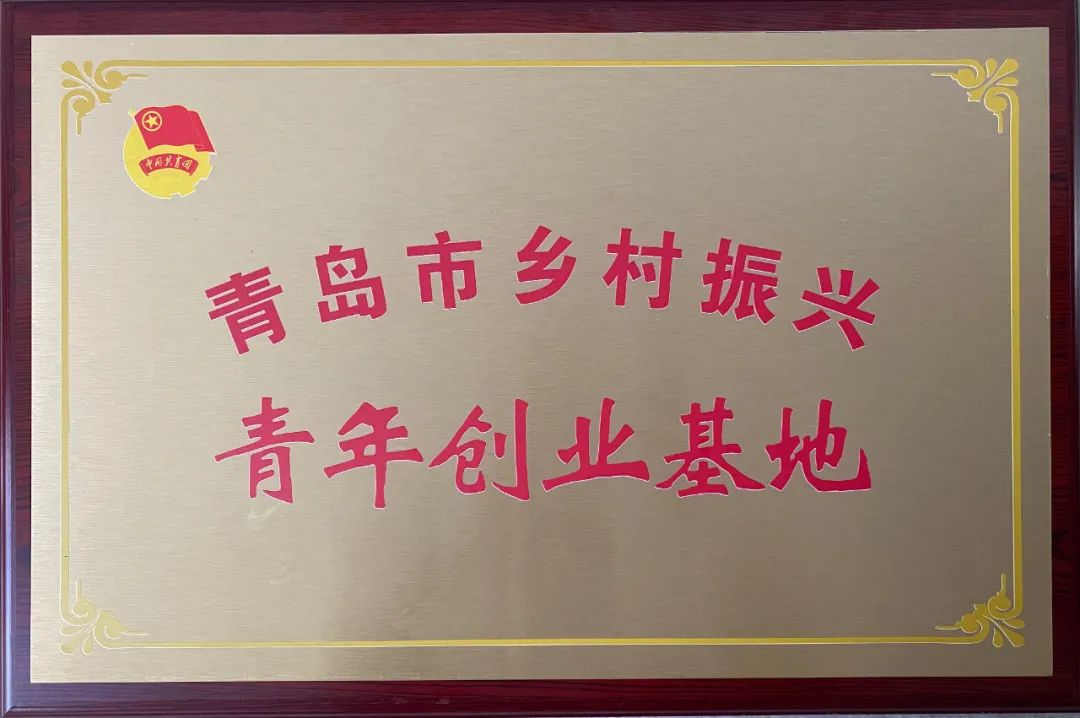 中国共青团
青岛市乡村振兴
青年创业基地